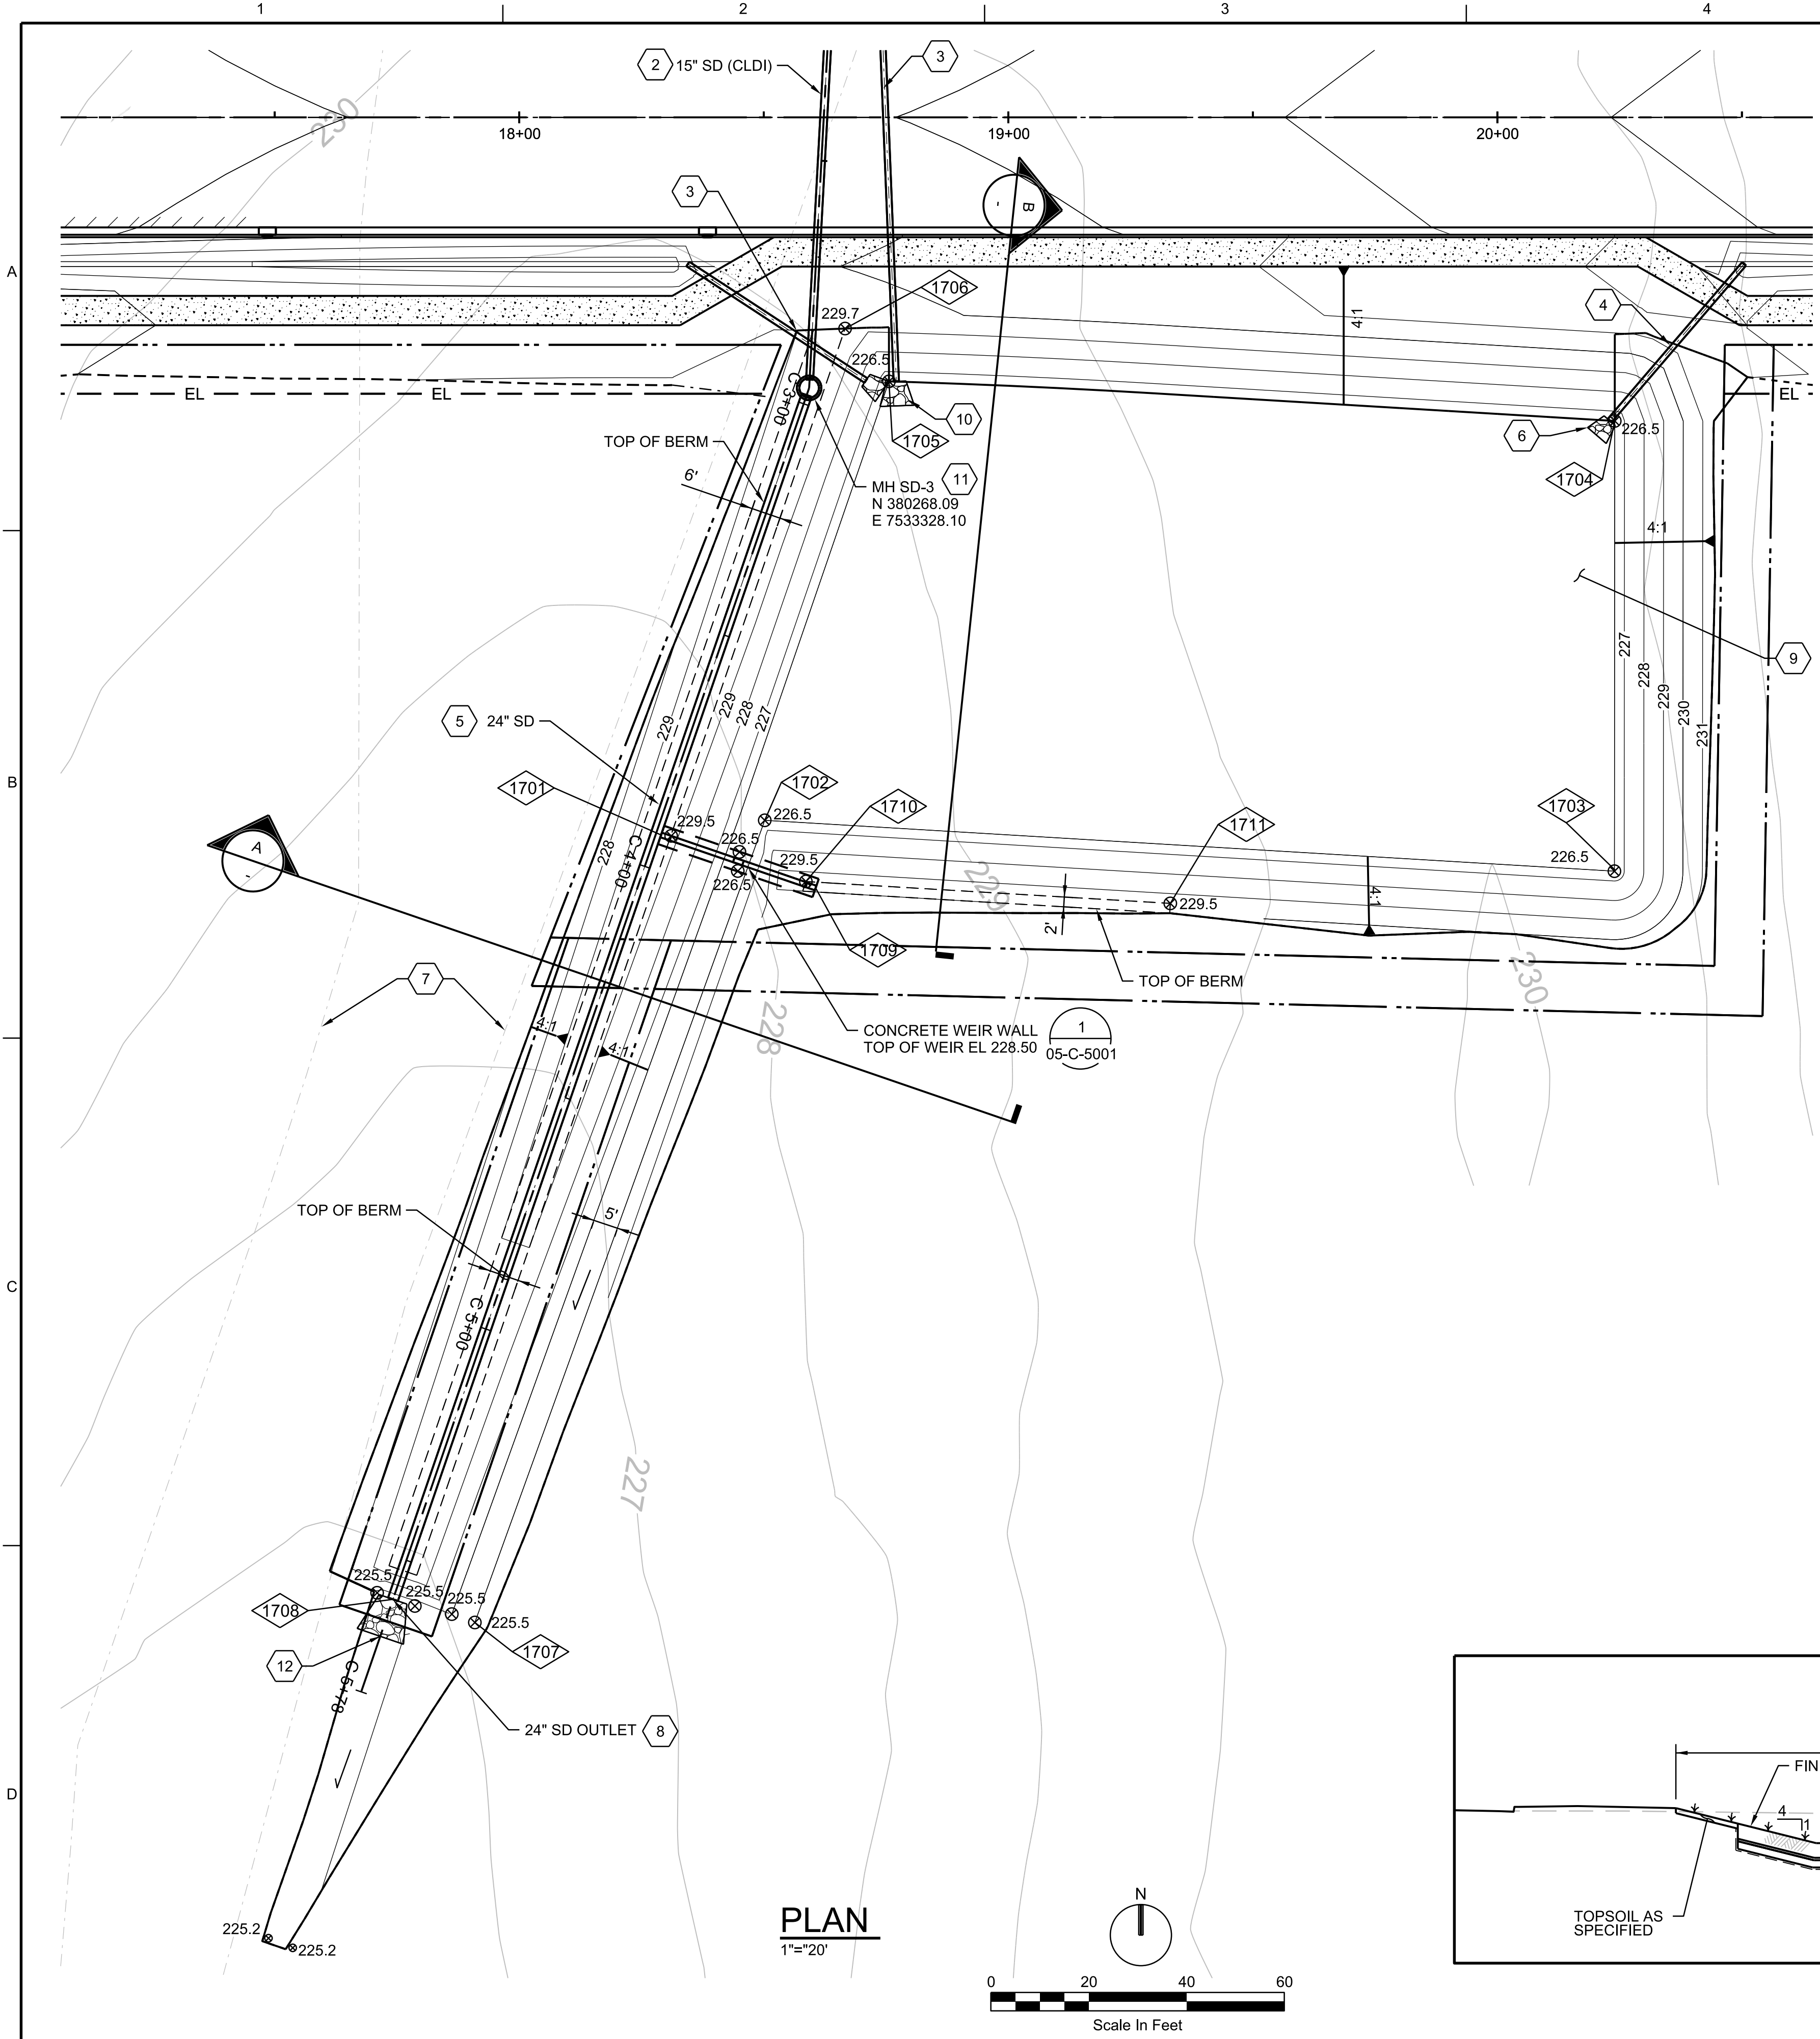 1
2
3
4
2
15" SD (CLDI)
3
230
18+00
19+00
20+00
3
B
-
A
1706
229.7
4
4:1
226.5
EL
EL
EL
C 3+00
10
1705
TOP OF BERM
226.5
6
1704
6'
11
MH SD-3
N 380268.09
E 7533328.10
4:1
227
228
229
230
231
9
229
228
227
229
228
5
24" SD
B
1701
1702
1710
1703
1711
229.5
226.5
226.5
226.5
229.5
226.5
229.5
C 4+00
A
-
229
2'
4:1
1709
TOP OF BERM
230
7
228
CONCRETE WEIR WALL
TOP OF WEIR EL 228.50
1
05-C-5001
4:1
4:1
TOP OF BERM
5'
C
C 5+00
227
225.5
225.5
225.5
225.5
1708
1707
12
C 5+78
24" SD OUTLET
8
D
FIN
4
1
TOPSOIL AS
SPECIFIED
225.2
225.2
PLAN
1"="20'
N
0
20
40
60
Scale In Feet